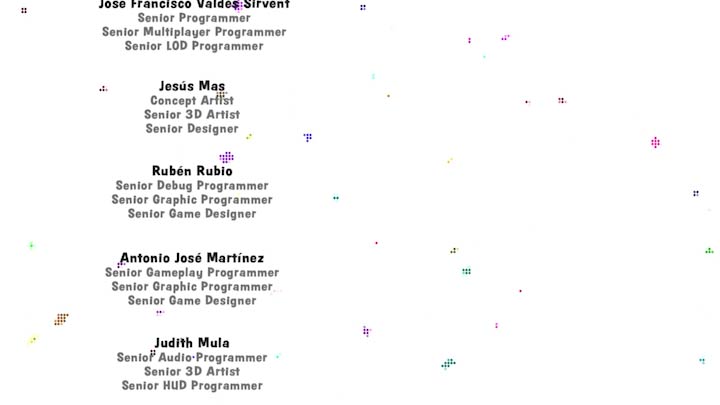 José Francisco Valdés Sirvent
Senior Programmer
Senior Multiplayer Programmer
Senior LOD Programmer
Jesús Mas
Concept Artist
Senior 3D Artist
Senior Designer
Rubén Rubio
Senior Debug Programmer
Senior Graphic Programmer
Senior Game Designer
Antonio José Martínez
Senior Gameplay Programmer
Senior Graphic Programmer
Senior Game Designer
Judith Mula
Senior Audio Programmer
Senior 3D Artist
Senior HUD Programmer